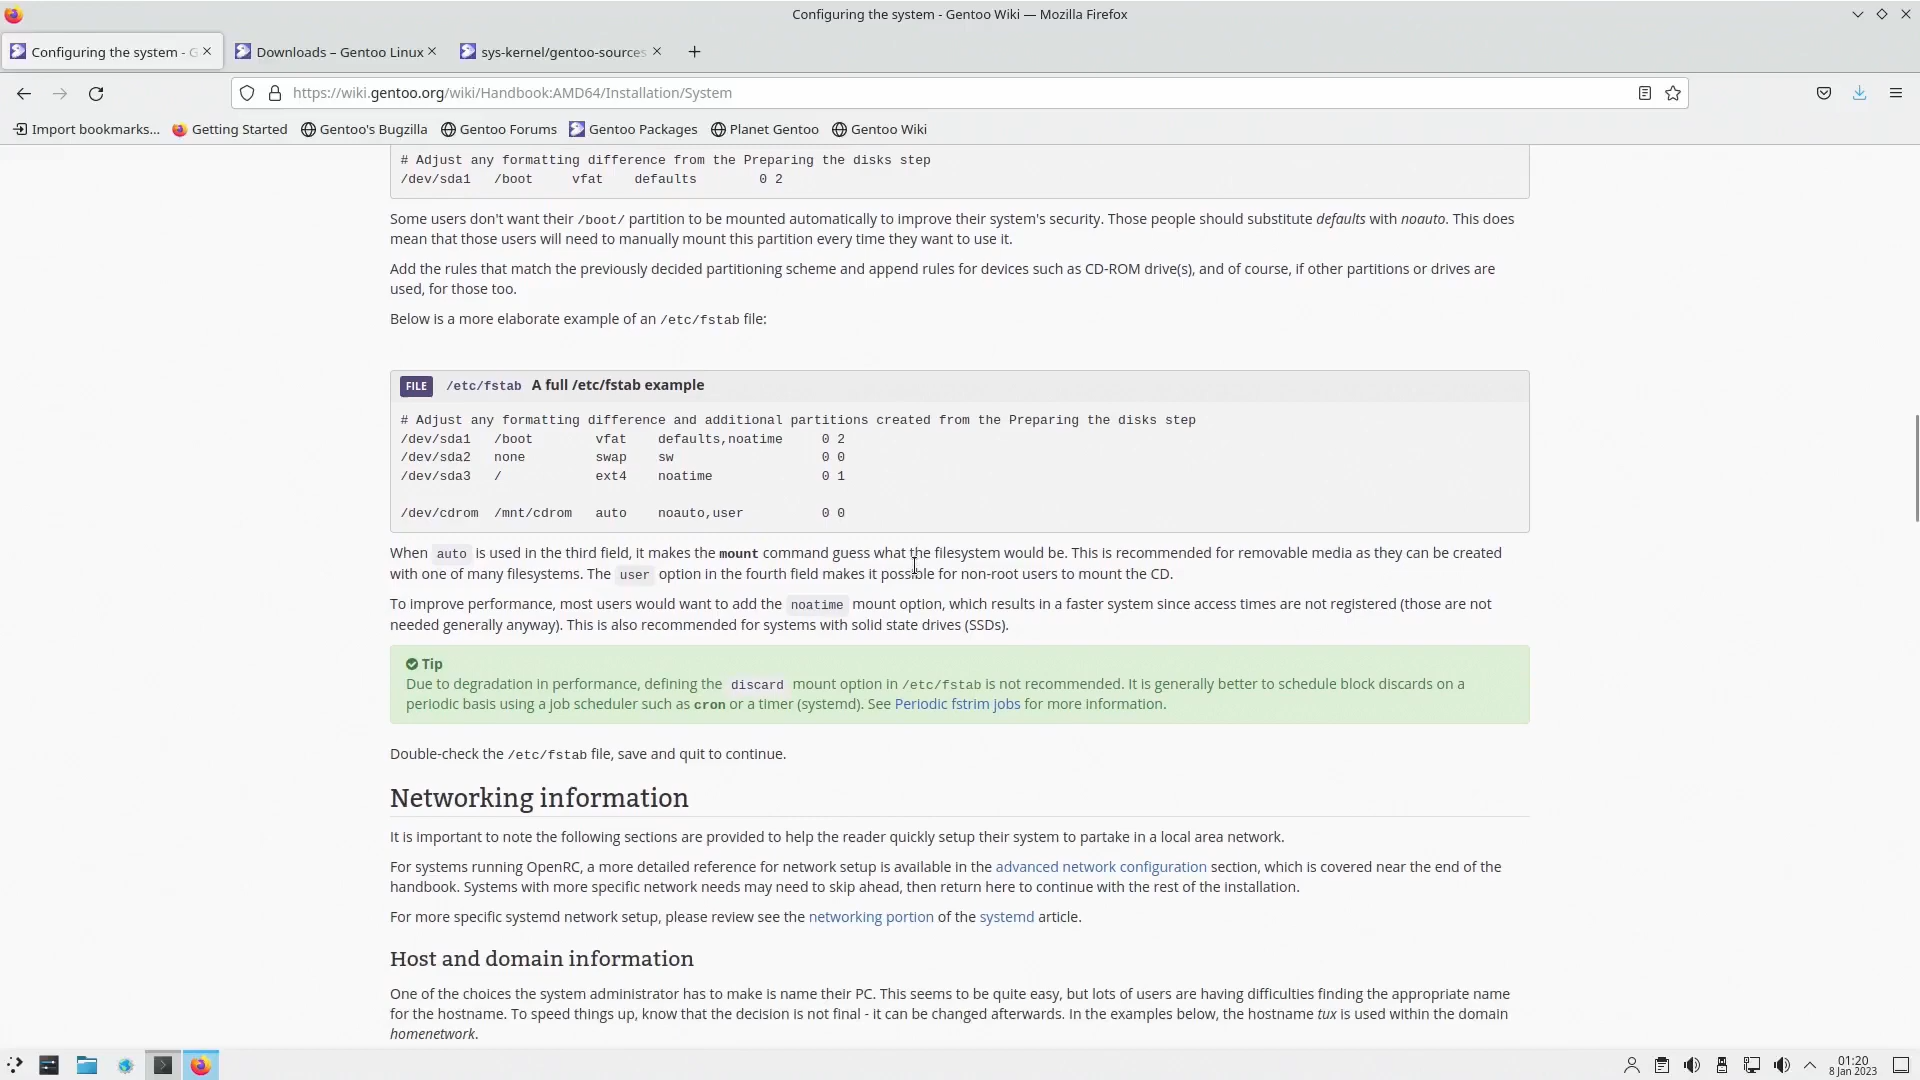 Configuring the system - Gentoo Wiki — Mozilla Firefox
Configuring the system - G
Downloads – Gentoo Linux
sys-kernel/gentoo-sources
https://wiki.gentoo.org/wiki/Handbook:AMD64/Installation/System
Import bookmarks... Getting Started Gentoo's Bugzilla Gentoo Forums Gentoo Packages Planet Gentoo Gentoo Wiki
# Adjust any formatting difference from the Preparing the disks step
/dev/sda1 /boot vfat defaults 0 2
Some users don't want their /boot/ partition to be mounted automatically to improve their system's security. Those people should substitute defaults with noauto. This does
mean that those users will need to manually mount this partition every time they want to use it.
Add the rules that match the previously decided partitioning scheme and append rules for devices such as CD-ROM drive(s), and of course, if other partitions or drives are
used, for those too.
Below is a more elaborate example of an /etc/fstab file:
FILE /etc/fstab A full /etc/fstab example
# Adjust any formatting difference and additional partitions created from the Preparing the disks step
/dev/sda1 /boot vfat defaults,noatime 0 2
/dev/sda2 none swap sw 0 0
/dev/sda3 / ext4 noatime 0 1
/dev/cdrom /mnt/cdrom auto noauto,user 0 0
When auto is used in the third field, it makes the mount command guess what the filesystem would be. This is recommended for removable media as they can be created
with one of many filesystems. The user option in the fourth field makes it possible for non-root users to mount the CD.
To improve performance, most users would want to add the noatime mount option, which results in a faster system since access times are not registered (those are not
needed generally anyway). This is also recommended for systems with solid state drives (SSDs).
Tip
Due to degradation in performance, defining the discard mount option in /etc/fstab is not recommended. It is generally better to schedule block discards on a
periodic basis using a job scheduler such as cron or a timer (systemd). See Periodic fstrim jobs for more information.
Double-check the /etc/fstab file, save and quit to continue.
Networking information
It is important to note the following sections are provided to help the reader quickly setup their system to partake in a local area network.
For systems running OpenRC, a more detailed reference for network setup is available in the advanced network configuration section, which is covered near the end of the
handbook. Systems with more specific network needs may need to skip ahead, then return here to continue with the rest of the installation.
For more specific systemd network setup, please review see the networking portion of the systemd article.
Host and domain information
One of the choices the system administrator has to make is name their PC. This seems to be quite easy, but lots of users are having difficulties finding the appropriate name
for the hostname. To speed things up, know that the decision is not final - it can be changed afterwards. In the examples below, the hostname tux is used within the domain
homenetwork.
01:20
8 Jan 2023